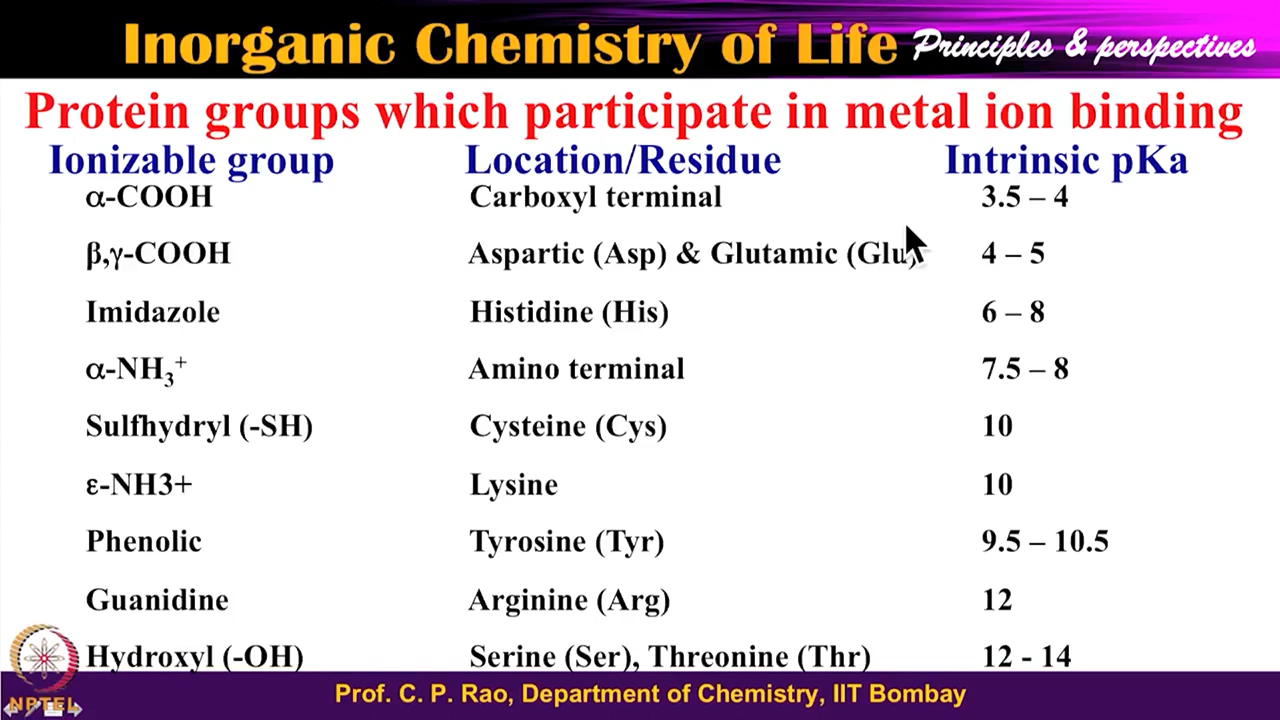 Inorganic Chemistry of Life Principles & perspectives
Protein groups which participate in metal ion binding
Ionizable group Location/Residue Intrinsic pKa
α-COOH Carboxyl terminal 3.5 – 4
β,γ-COOH Aspartic (Asp) & Glutamic (Glu) 4 – 5
Imidazole Histidine (His) 6 – 8
α-NH₃⁺ Amino terminal 7.5 – 8
Sulfhydryl (-SH) Cysteine (Cys) 10
ε-NH3+ Lysine 10
Phenolic Tyrosine (Tyr) 9.5 – 10.5
Guanidine Arginine (Arg) 12
Hydroxyl (-OH) Serine (Ser), Threonine (Thr) 12 - 14
NPTEL
Prof. C. P. Rao, Department of Chemistry, IIT Bombay